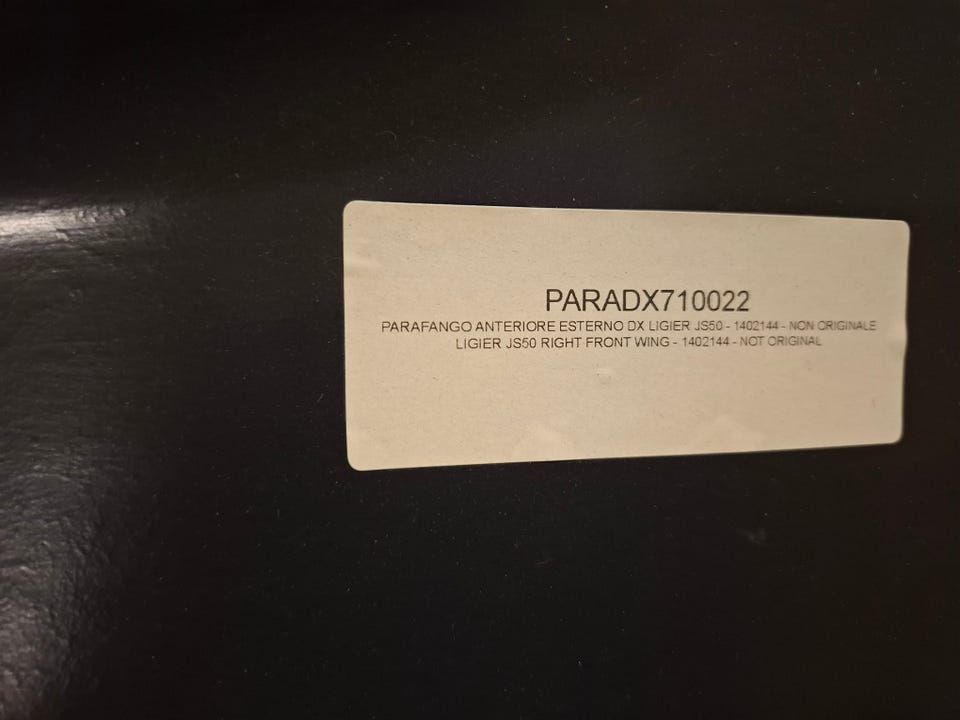 PARADX710022
PARAFANGO ANTERIORE ESTERNO DX LIGIER JS50 - 1402144 - NON ORIGINALE
LIGIER JS50 RIGHT FRONT WING - 1402144 - NOT ORIGINAL